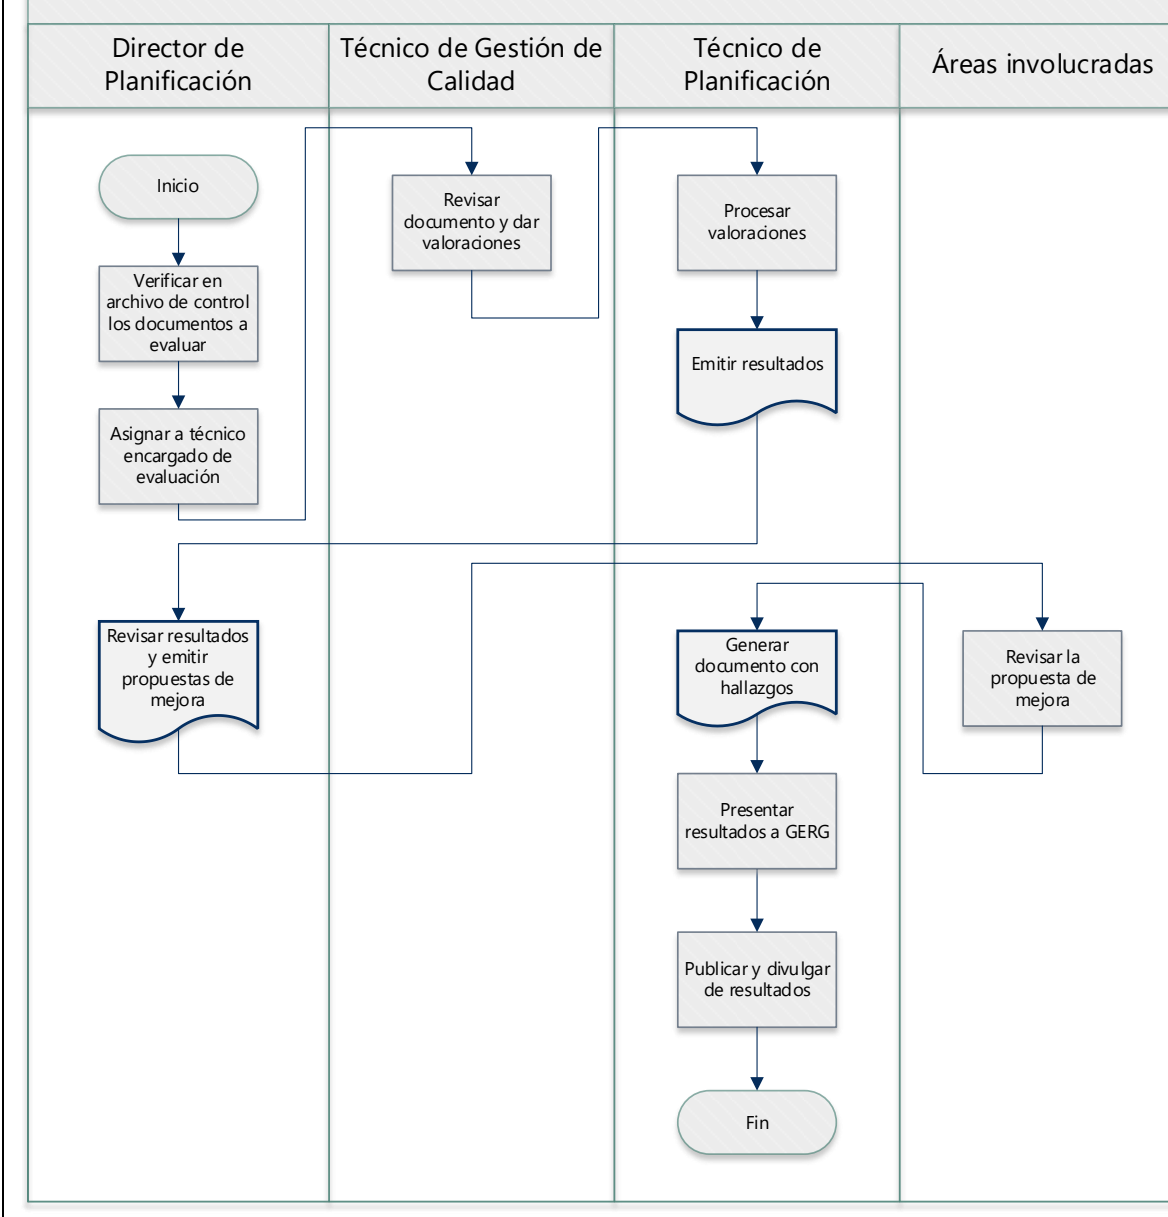 Director de
Planificación
Técnico de Gestión de
Calidad
Técnico de
Planificación
Áreas involucradas
Inicio
Verificar en
archivo de control
los documentos a
evaluar
Asignar a técnico
encargado de
evaluación
Revisar
documento y dar
valoraciones
Procesar
valoraciones
Emitir resultados
Revisar resultados
y emitir
propuestas de
mejora
Revisar la
propuesta de
mejora
Generar
documento con
hallazgos
Presentar
resultados a GERG
Publicar y divulgar
de resultados
Fin